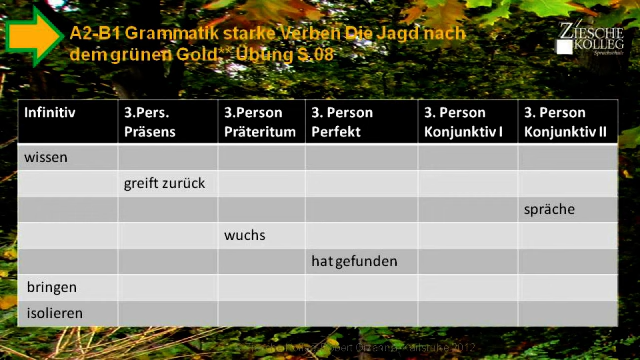 A2-B1 Grammatik starke Verben Die Jagd nach
dem grünen Gold** Übung S.08
ZIESCHE
KOLLEG
Sprachschule
Infinitiv 3.Pers. Präsens 3.Person Präteritum 3. Person Perfekt 3. Person Konjunktiv I 3. Person Konjunktiv II
wissen
greift zurück
spräche
wuchs
hat gefunden
bringen
isolieren